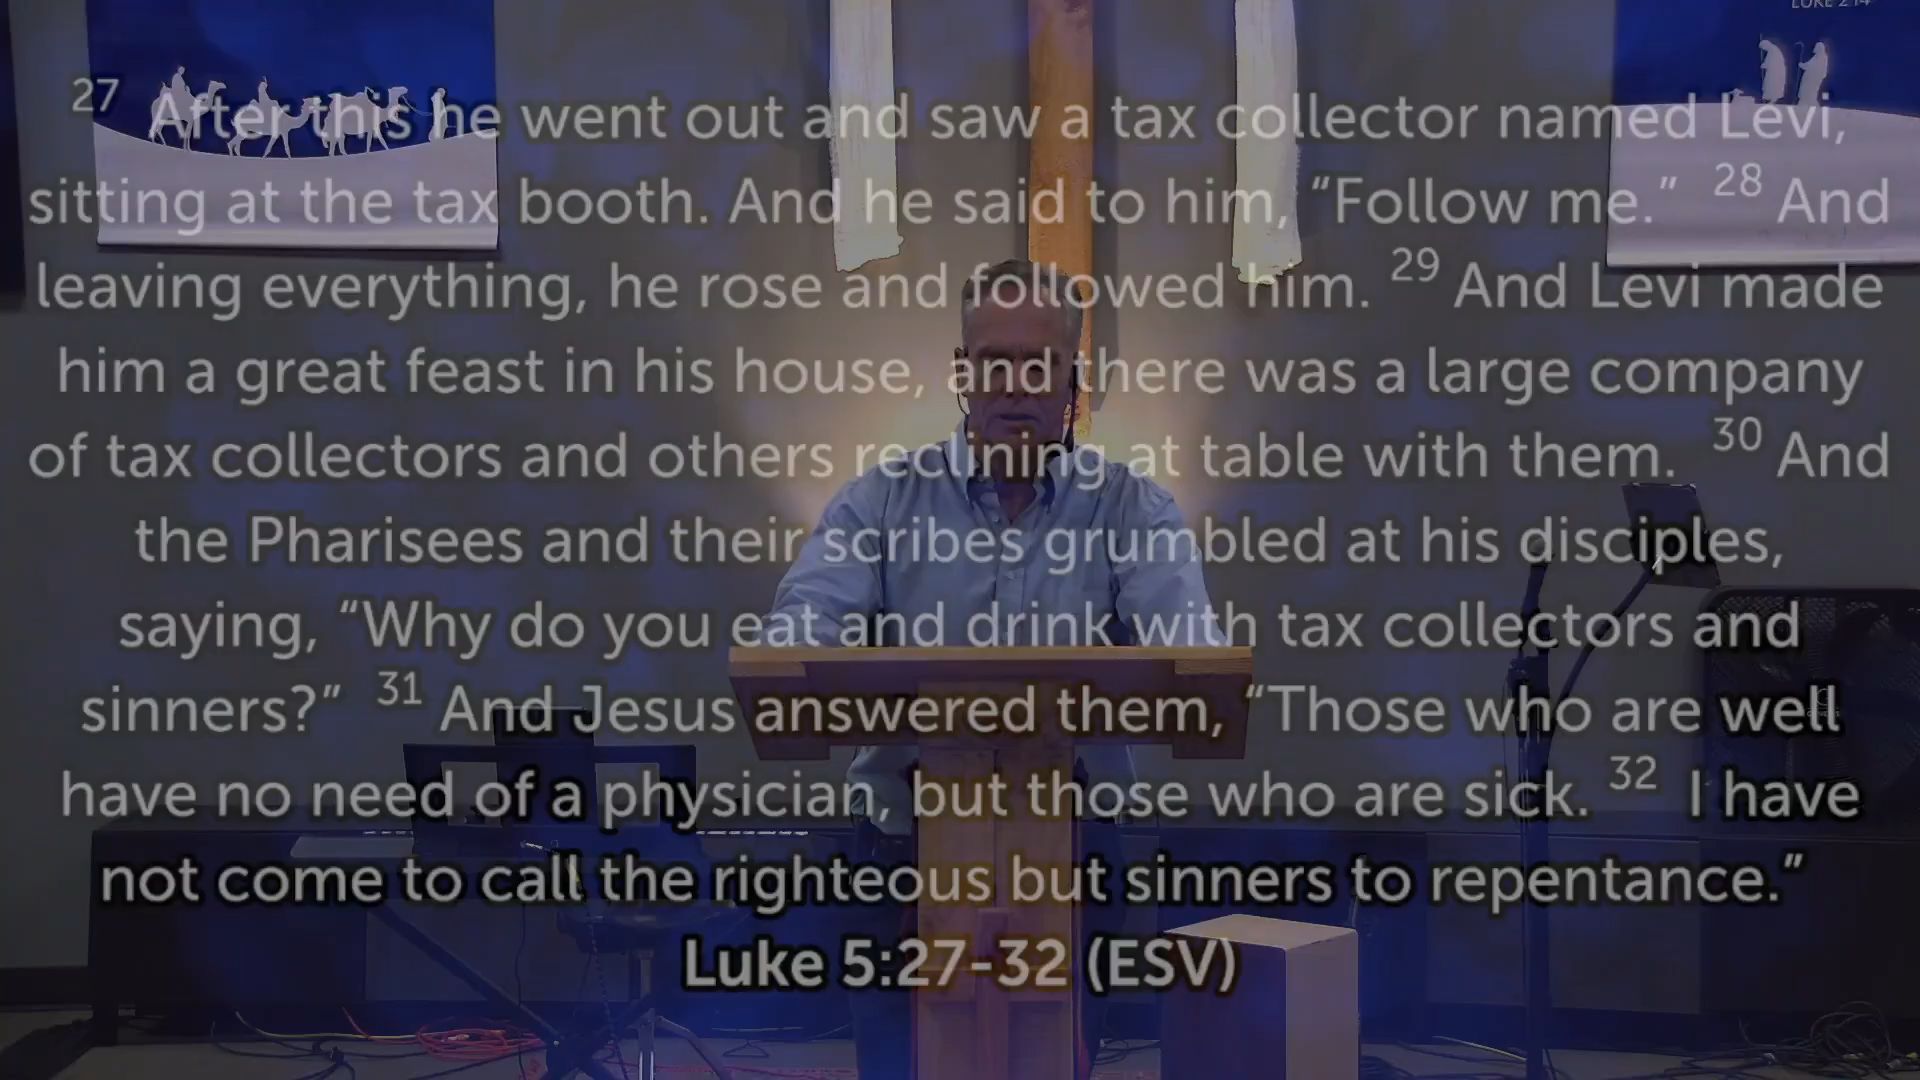 LUKE 2:14
27 After this he went out and saw a tax collector named Levi,
sitting at the tax booth. And he said to him, “Follow me.” 28 And
leaving everything, he rose and followed him. 29 And Levi made
him a great feast in his house, and there was a large company
of tax collectors and others reclining at table with them. 30 And
the Pharisees and their scribes grumbled at his disciples,
saying, “Why do you eat and drink with tax collectors and
sinners?” 31 And Jesus answered them, “Those who are well
have no need of a physician, but those who are sick. 32 I have
not come to call the righteous but sinners to repentance.”
Luke 5:27-32 (ESV)